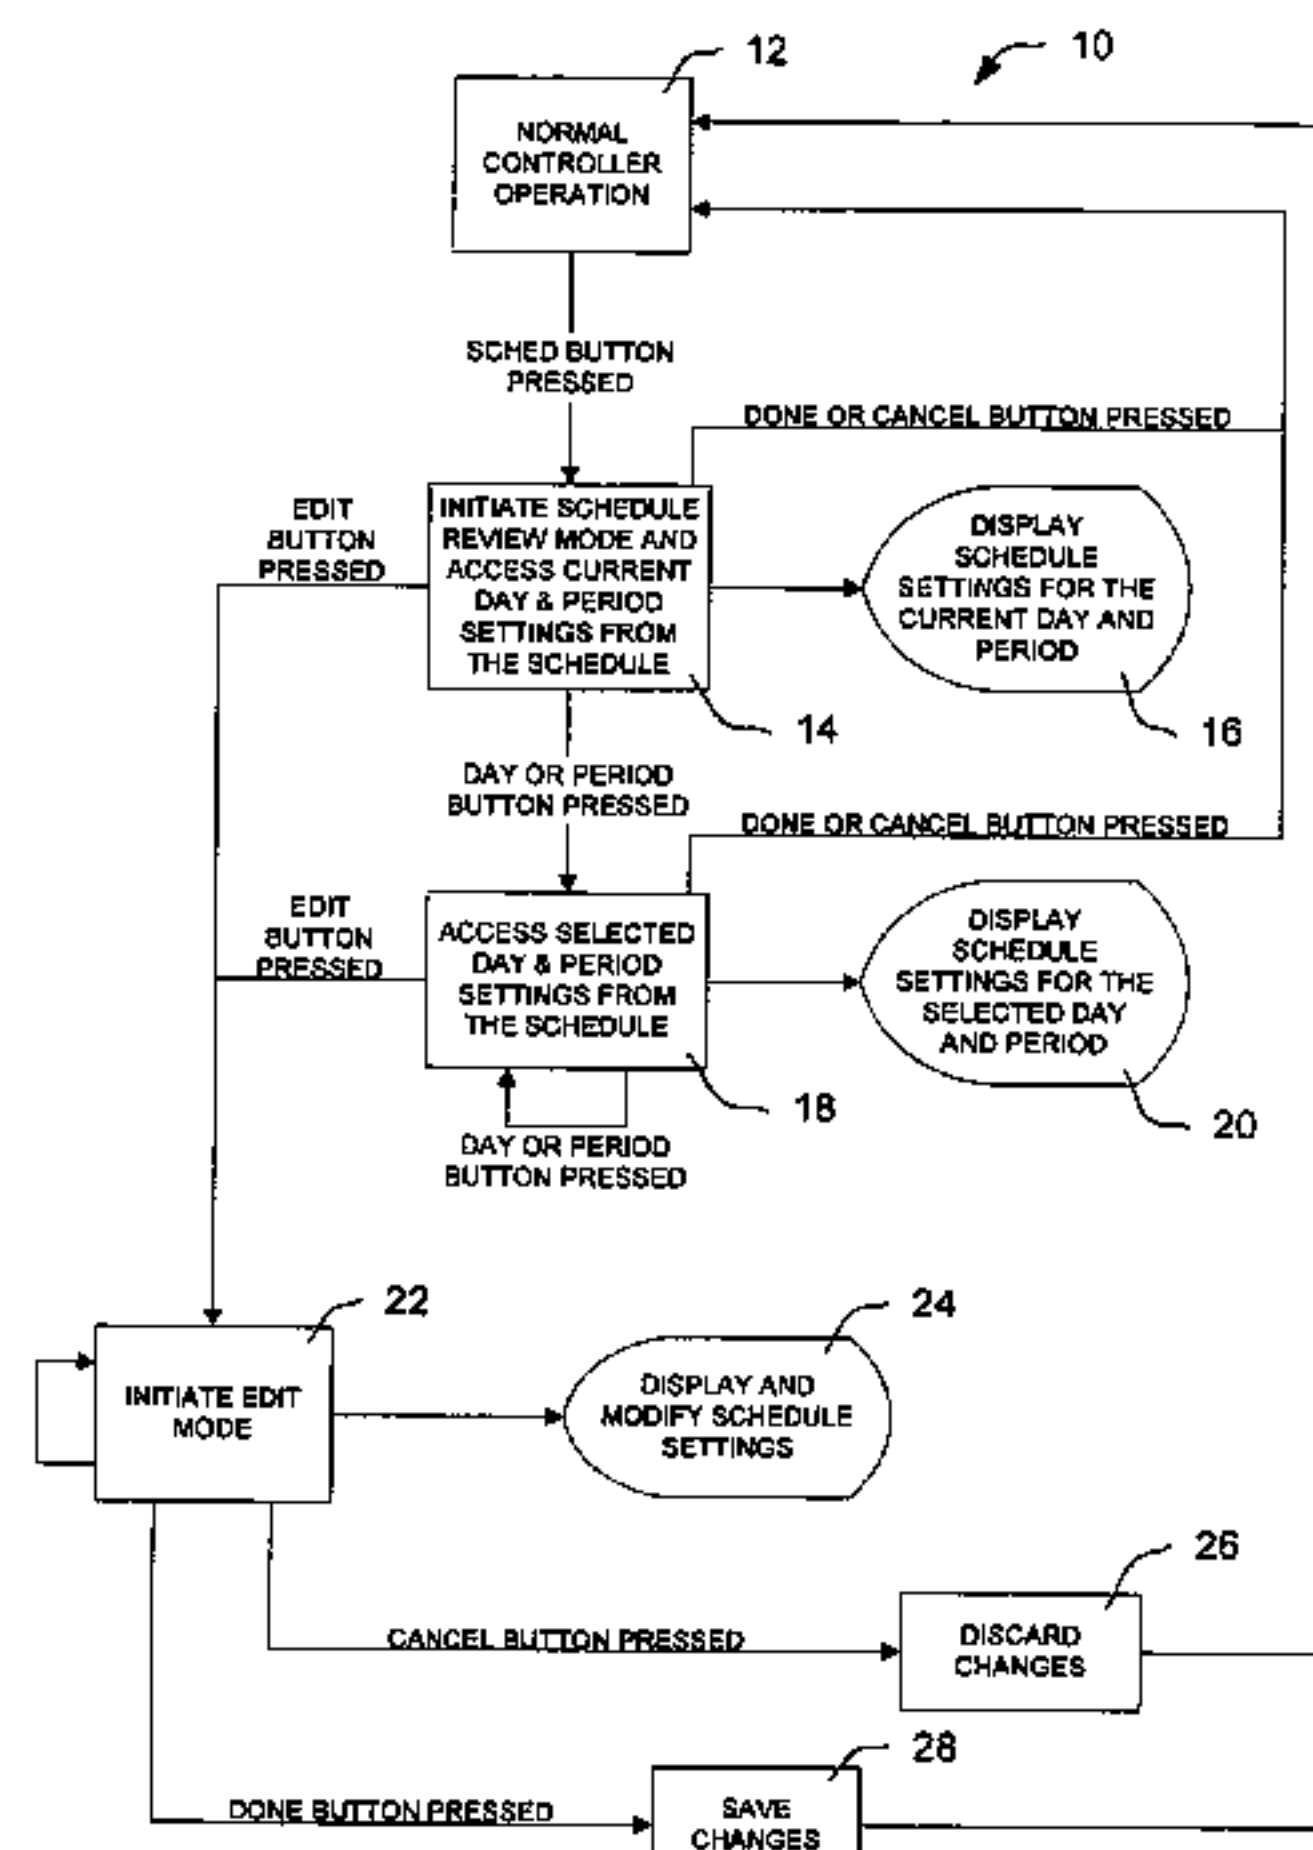 12
10
NORMAL
CONTROLLER
OPERATION
SCHED BUTTON
PRESSED
DONE OR CANCEL BUTTON PRESSED
EDIT
BUTTON
PRESSED
INITIATE SCHEDULE
REVIEW MODE AND
ACCESS CURRENT
DAY & PERIOD
SETTINGS FROM
THE SCHEDULE
DISPLAY
SCHEDULE
SETTINGS FOR THE
CURRENT DAY AND
PERIOD
14
16
DAY OR PERIOD
BUTTON PRESSED
DONE OR CANCEL BUTTON PRESSED
EDIT
BUTTON
PRESSED
ACCESS SELECTED
DAY & PERIOD
SETTINGS FROM
THE SCHEDULE
DISPLAY
SCHEDULE
SETTINGS FOR THE
SELECTED DAY
AND PERIOD
18
20
DAY OR PERIOD
BUTTON PRESSED
22
24
INITIATE EDIT
MODE
DISPLAY AND
MODIFY SCHEDULE
SETTINGS
26
CANCEL BUTTON PRESSED
DISCARD
CHANGES
28
DONE BUTTON PRESSED
SAVE
CHANGES